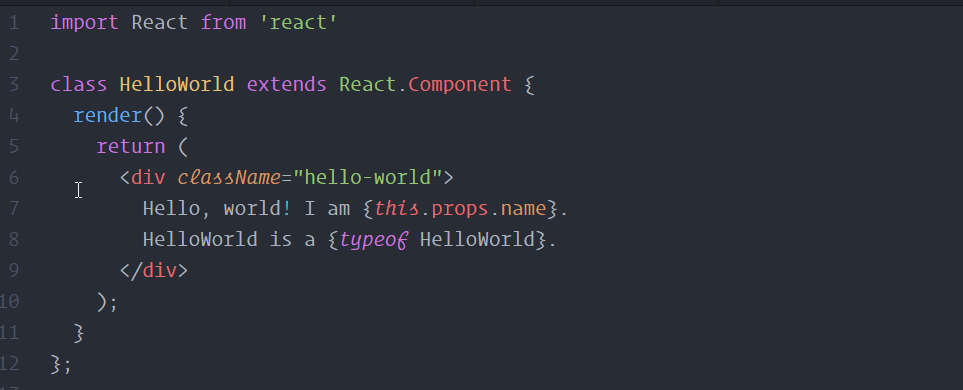 1 import React from 'react'
2
3 class HelloWorld extends React.Component {
4   render() {
5     return (
6       <div className="hello-world">
7         Hello, world! I am {this.props.name}.
8         HelloWorld is a {typeof HelloWorld}.
9       </div>
10     );
11   }
12 };